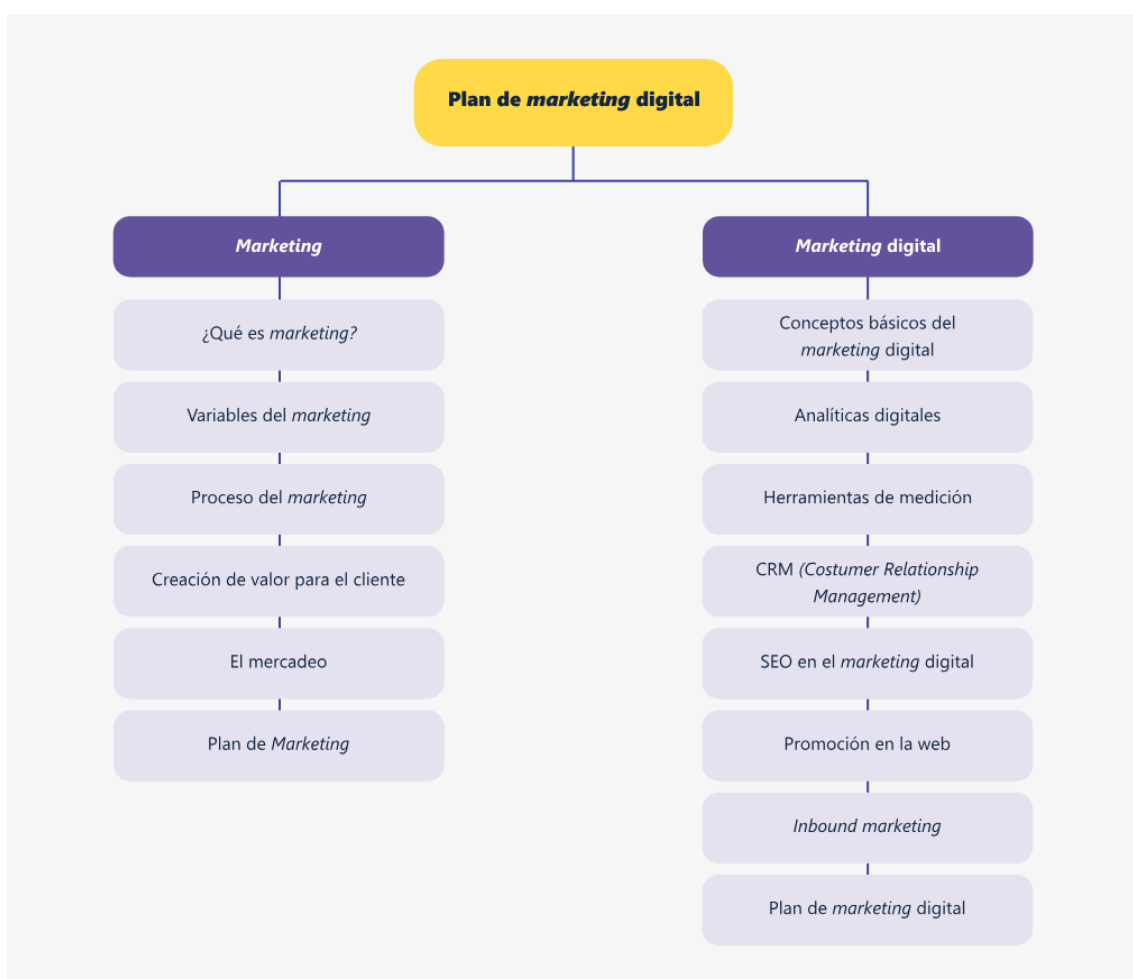 Plan de marketing digital
Marketing
¿Qué es marketing?
Variables del marketing
Proceso del marketing
Creación de valor para el cliente
El mercadeo
Plan de Marketing
Marketing digital
Conceptos básicos del
marketing digital
Analíticas digitales
Herramientas de medición
CRM (Costumer Relationship
Management)
SEO en el marketing digital
Promoción en la web
Inbound marketing
Plan de marketing digital